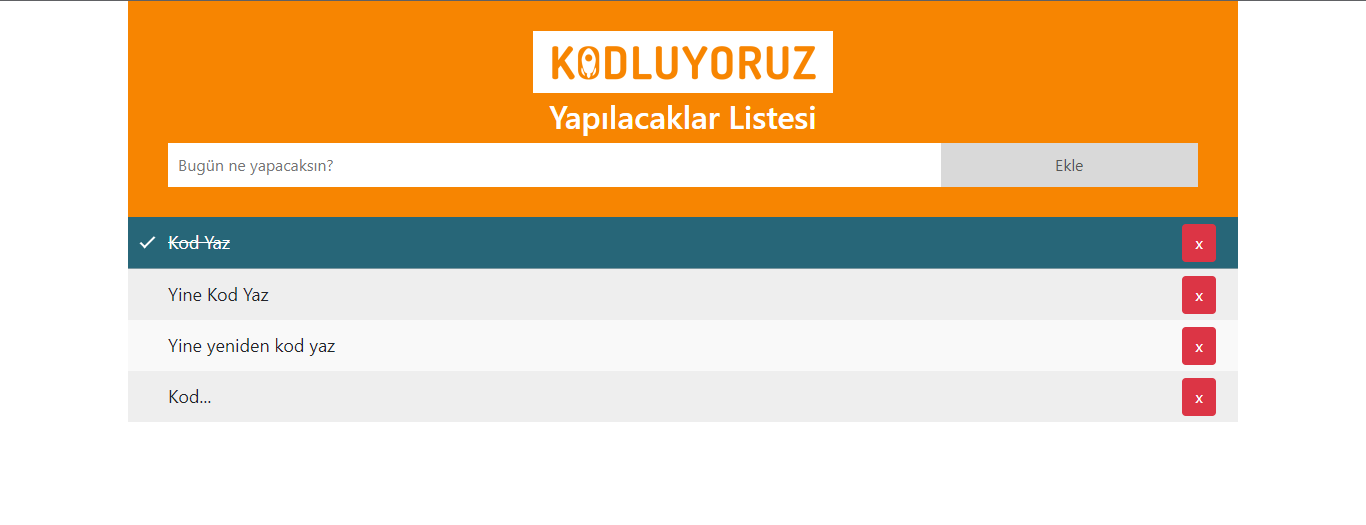 KODLUYORUZ
Yapılacaklar Listesi
Bugün ne yapacaksın?
Ekle
Kod Yaz
x
Yine Kod Yaz
x
Yine yeniden kod yaz
x
Kod...
x